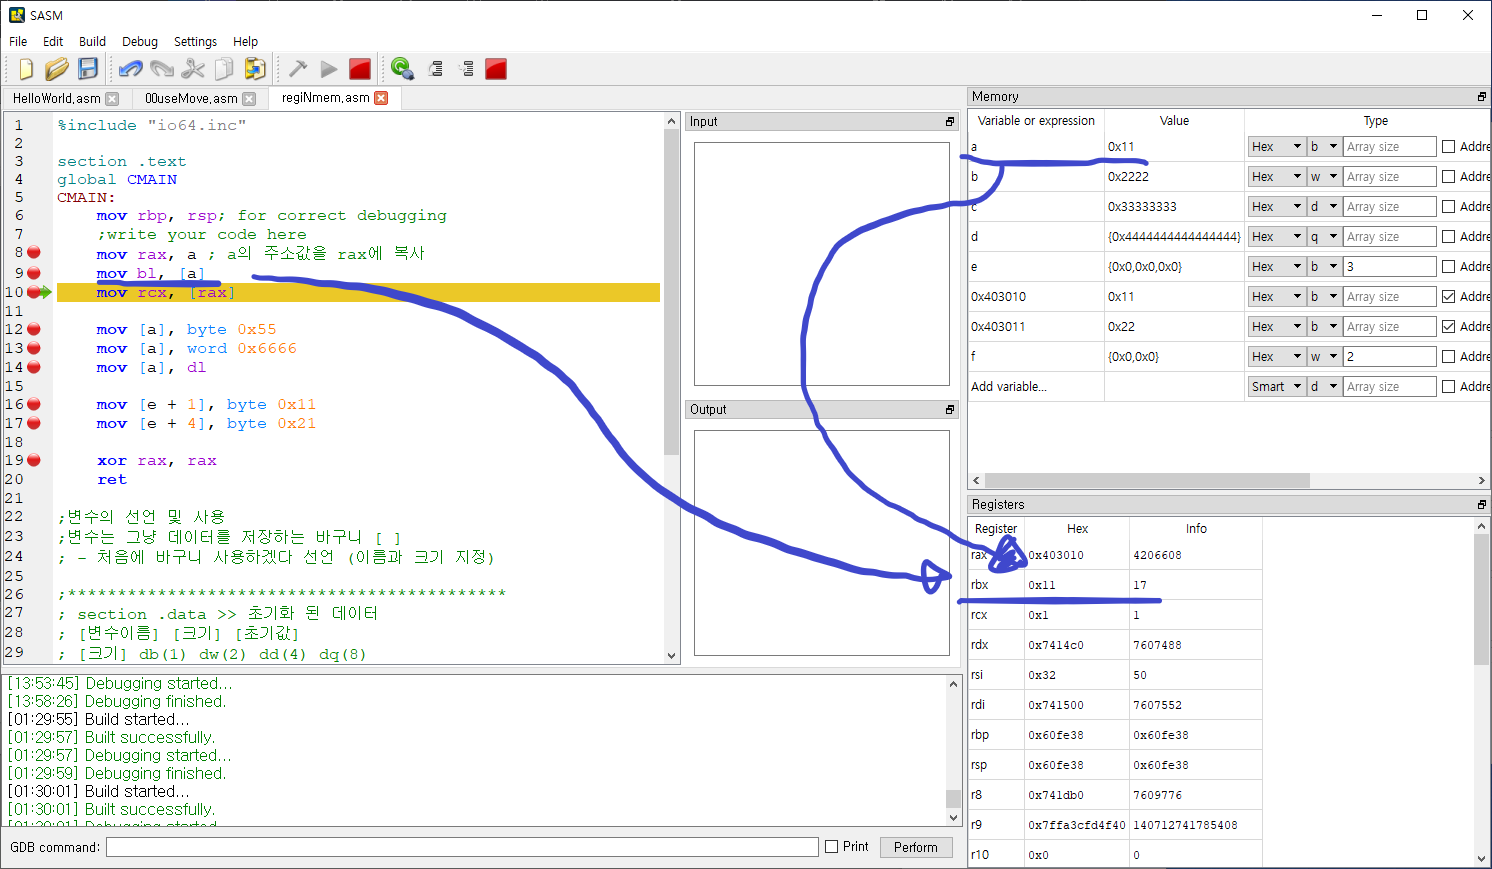 SASM
File Edit Build Debug Settings Help
HelloWorld.asm 00useMove.asm regiNmem.asm
1 %include "io64.inc"
2
3 section .text
4 global CMAIN
5 CMAIN:
6 mov rbp, rsp; for correct debugging
7 ;write your code here
8 mov rax, a ; a의 주소값을 rax에 복사
9 mov bl, [a]
10 mov rcx, [rax]
11
12 mov [a], byte 0x55
13 mov [a], word 0x6666
14 mov [a], dl
15
16 mov [e + 1], byte 0x11
17 mov [e + 4], byte 0x21
18
19 xor rax, rax
20 ret
21
22 ;변수의 선언 및 사용
23 ;변수는 그냥 데이터를 저장하는 바구니 [ ]
24 ; - 처음에 바구니 사용하겠다 선언 (이름과 크기 지정)
25
26 ;********************************************
27 ; section .data >> 초기화 된 데이터
28 ; [변수이름] [크기] [초기값]
29 ; [크기] db(1) dw(2) dd(4) dq(8)
Input
Output
Memory
Variable or expression Value Type
a 0x11 Hex b Array size Addre
b 0x2222 Hex w Array size Addre
c 0x33333333 Hex d Array size Addre
d {0x4444444444444444} Hex q Array size Addre
e {0x0,0x0,0x0} Hex b 3 Addre
0x403010 0x11 Hex b Array size Addre
0x403011 0x22 Hex b Array size Addre
f {0x0,0x0} Hex w 2 Addre
Add variable... Smart d Array size Addre
Registers
Register Hex Info
rax 0x403010 4206608
rbx 0x11 17
rcx 0x1 1
rdx 0x7414c0 7607488
rsi 0x32 50
rdi 0x741500 7607552
rbp 0x60fe38 0x60fe38
rsp 0x60fe38 0x60fe38
r8 0x741db0 7609776
r9 0x7ffa3cfd4f40 140712741785408
r10 0x0 0
[13:53:45] Debugging started...
[13:58:26] Debugging finished.
[01:29:55] Build started...
[01:29:57] Built successfully.
[01:29:57] Debugging started...
[01:29:59] Debugging finished.
[01:30:01] Build started...
[01:30:01] Built successfully.
GDB command: Print Perform